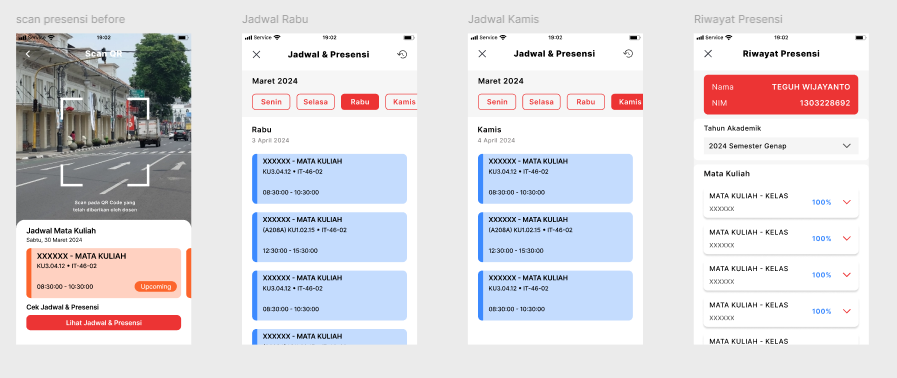 scan presensi before
Service
19:02
Scan QR
Scan pada QR Code yang
telah diberikan oleh dosen
Jadwal Mata Kuliah
Sabtu, 30 Maret 2024
XXXXXX - MATA KULIAH
KU3.04.12 • IT-46-02
08:30:00 - 10:30:00
Upcoming
Cek Jadwal & Presensi
Lihat Jadwal & Presensi
Jadwal Rabu
Service
19:02
Jadwal & Presensi
Maret 2024
Senin
Selasa
Rabu
Kamis
Rabu
3 April 2024
XXXXXX - MATA KULIAH
KU3.04.12 • IT-46-02
08:30:00 - 10:30:00
XXXXXX - MATA KULIAH
(A208A) KU1.02.15 • IT-46-02
12:30:00 - 15:30:00
XXXXXX - MATA KULIAH
KU3.04.12 • IT-46-02
08:30:00 - 10:30:00
XXXXXX - MATA KULIAH
Jadwal Kamis
Service
19:02
Jadwal & Presensi
Maret 2024
Senin
Selasa
Rabu
Kamis
Kamis
4 April 2024
XXXXXX - MATA KULIAH
KU3.04.12 • IT-46-02
08:30:00 - 10:30:00
XXXXXX - MATA KULIAH
(A208A) KU1.02.15 • IT-46-02
12:30:00 - 15:30:00
XXXXXX - MATA KULIAH
KU3.04.12 • IT-46-02
08:30:00 - 10:30:00
Riwayat Presensi
Service
19:02
Riwayat Presensi
Nama TEGUH WIJAYANTO
NIM 1303228692
Tahun Akademik
2024 Semester Genap
Mata Kuliah
MATA KULIAH - KELAS
XXXXXX
100%
MATA KULIAH - KELAS
XXXXXX
100%
MATA KULIAH - KELAS
XXXXXX
100%
MATA KULIAH - KELAS
XXXXXX
100%
MATA KULIAH - KELAS